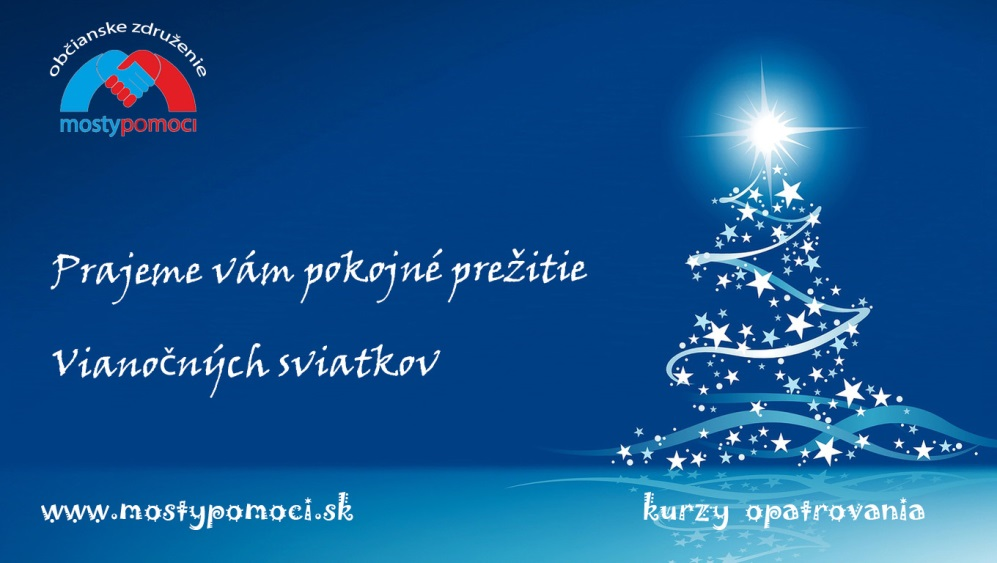 občianske združenie
mostypomoci
Prajeme vám pokojné prežitie
Vianočných sviatkov
www.mostypomoci.sk
kurzy opatrovania